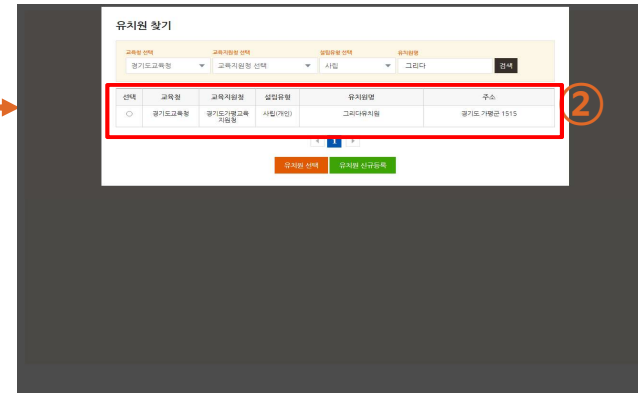 유치원 찾기
교육청 선택 교육지원청 선택 설립유형 선택 유치원명
경기도교육청 교육지원청 선택 사립 그리다 검색
선택 교육청 교육지원청 설립유형 유치원명 주소
경기도교육청 경기도가평교육지원청 사립(개인) 그리다유치원 경기도 가평군 1515
1
유치원 선택 유치원 신규등록
②